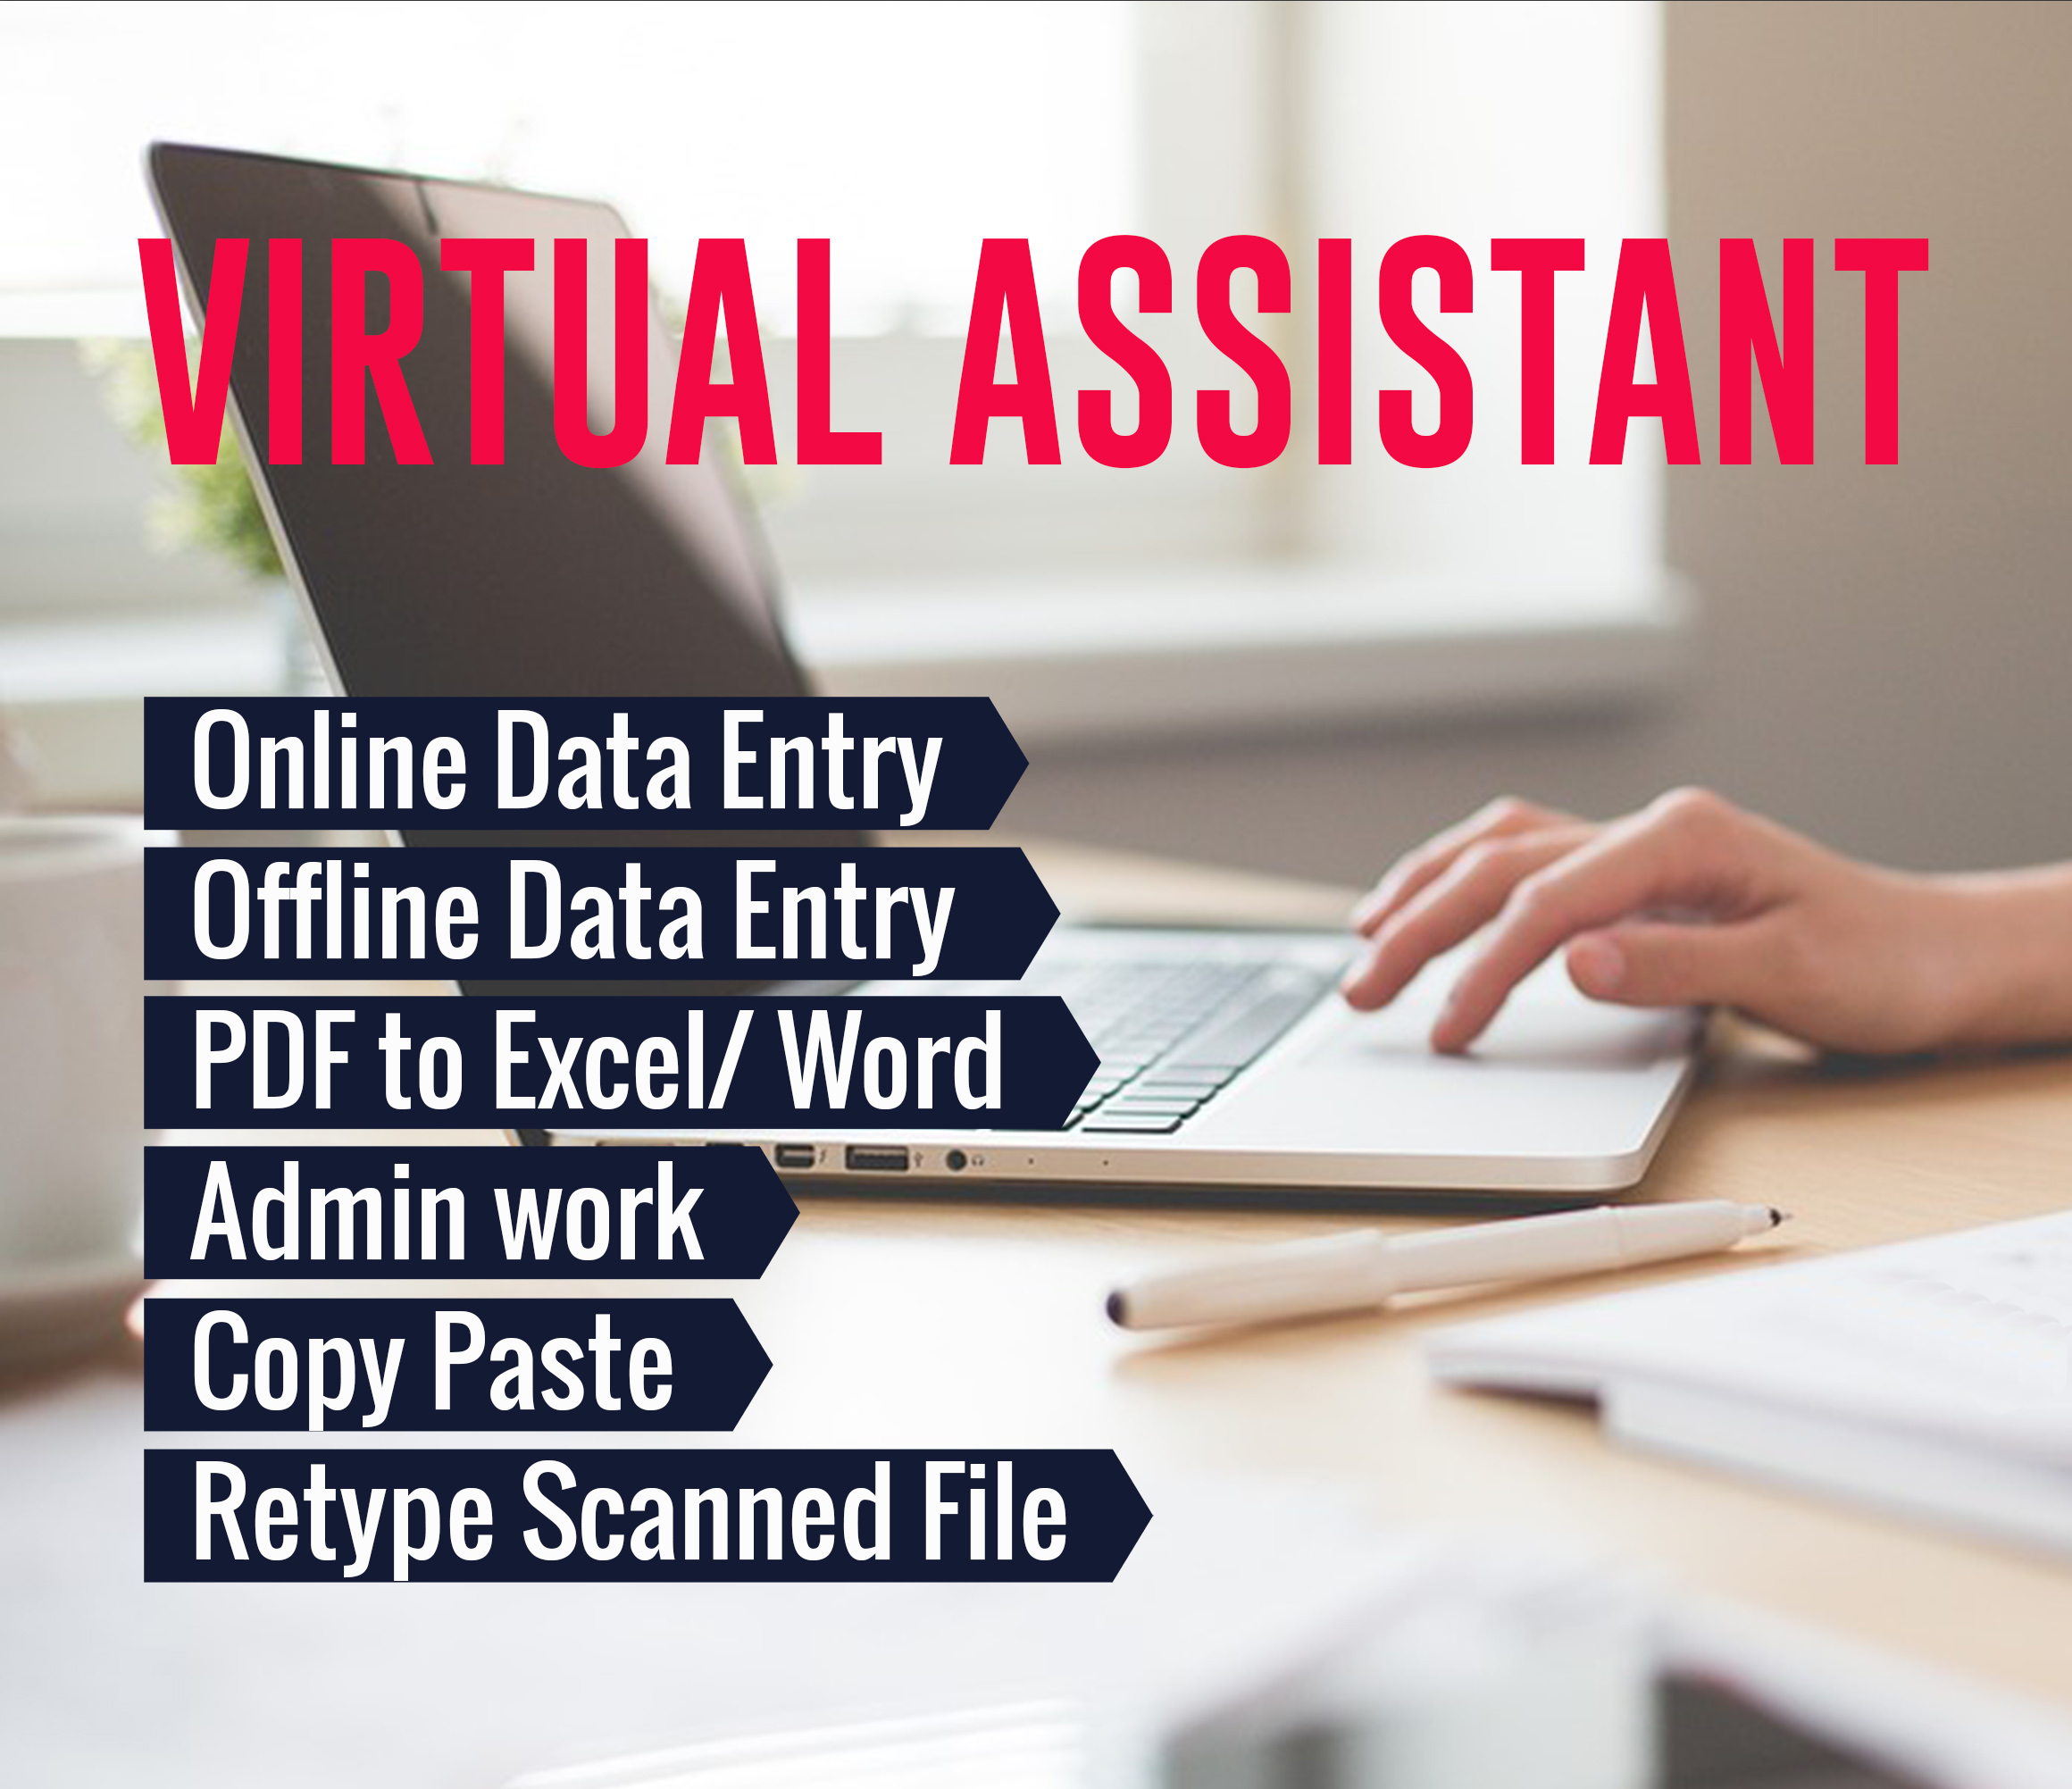 VIRTUAL ASSISTANT
Online Data Entry
Offline Data Entry
PDF to Excel/ Word
Admin work
Copy Paste
Retype Scanned File